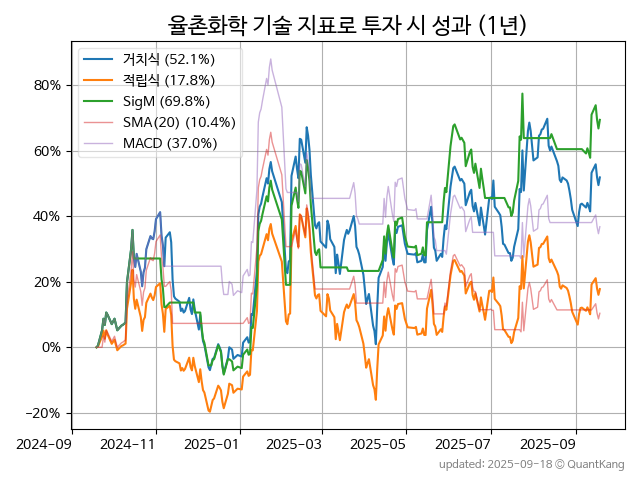 율촌화학 기술 지표로 투자 시 성과 (1년)
거치식 (52.1%)
적립식 (17.8%)
SigM (69.8%)
SMA(20) (10.4%)
MACD (37.0%)
80%
60%
40%
20%
0%
−20%
2024-09 2024-11 2025-01 2025-03 2025-05 2025-07 2025-09
updated: 2025-09-18 ⓒ QuantKang